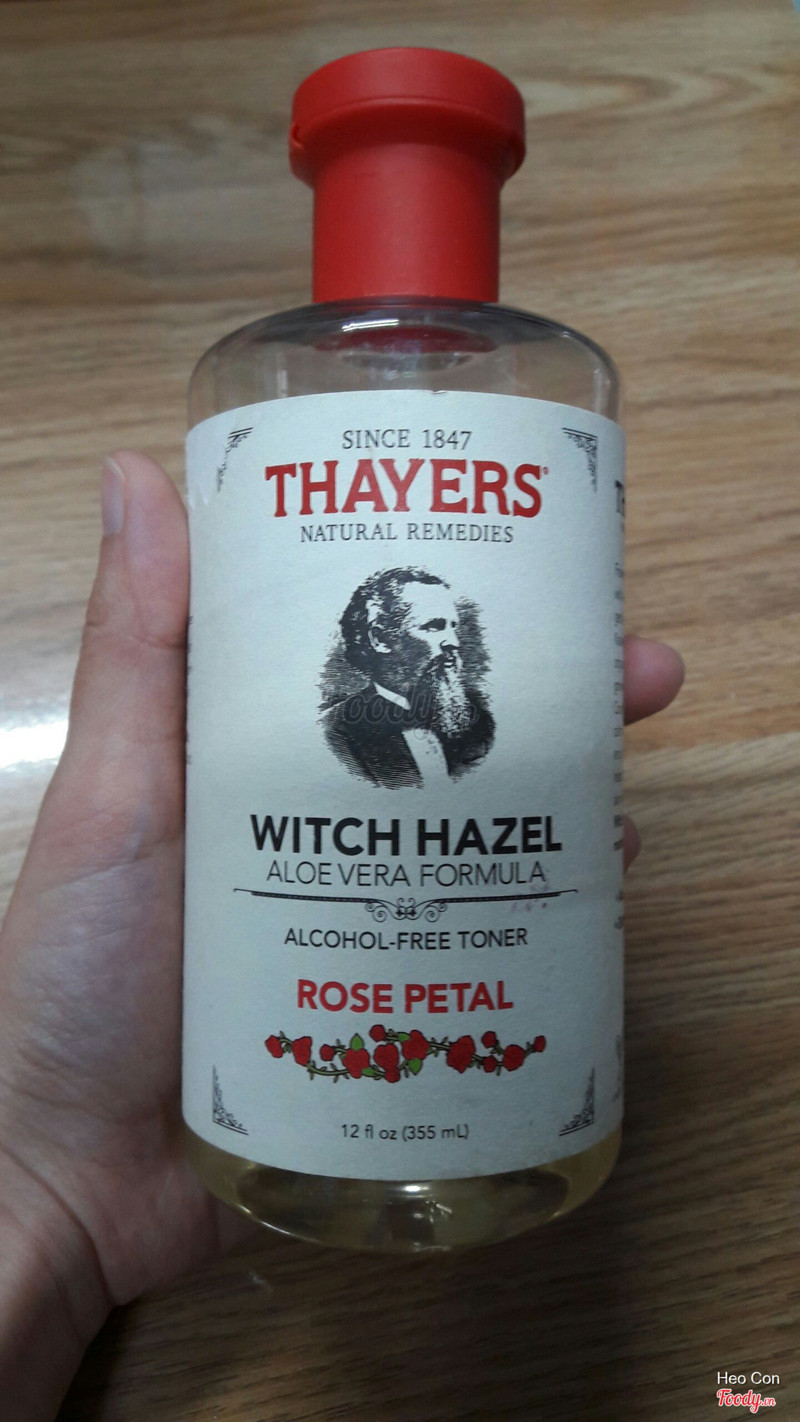 SINCE 1847
THAYERS
NATURAL REMEDIES
WITCH HAZEL
ALOE VERA FORMULA
ALCOHOL-FREE TONER
ROSE PETAL
12 fl oz (355 mL)
Heo Con
Foody.vn